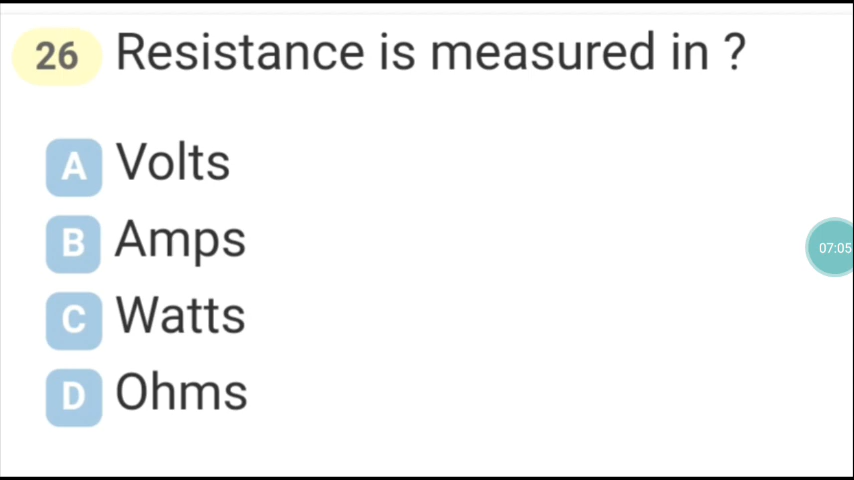 26 Resistance is measured in ?
A Volts
B Amps
C Watts
D Ohms
07:05